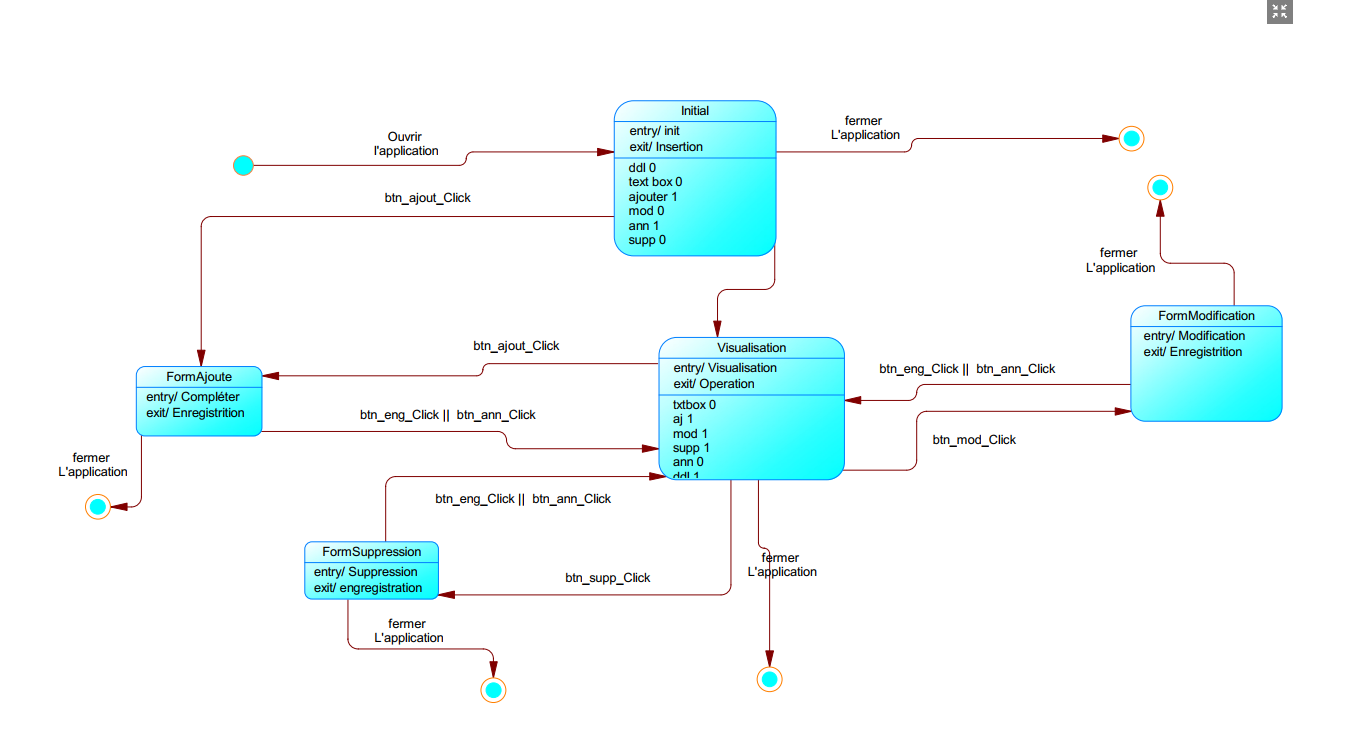 Initial
entry/ init
exit/ Insertion
ddl 0
text box 0
ajouter 1
mod 0
ann 1
supp 0
Ouvrir
l'application
fermer
L'application
btn_ajout_Click
fermer
L'application
FormModification
entry/ Modification
exit/ Enregistrition
Visualisation
entry/ Visualisation
exit/ Operation
txtbox 0
aj 1
mod 1
supp 1
ann 0
ddl 1
btn_ajout_Click
btn_eng_Click || btn_ann_Click
FormAjoute
entry/ Compléter
exit/ Enregistrition
btn_eng_Click || btn_ann_Click
btn_mod_Click
fermer
L'application
btn_eng_Click || btn_ann_Click
FormSuppression
entry/ Suppression
exit/ engregistration
btn_supp_Click
fermer
L'application
fermer
L'application